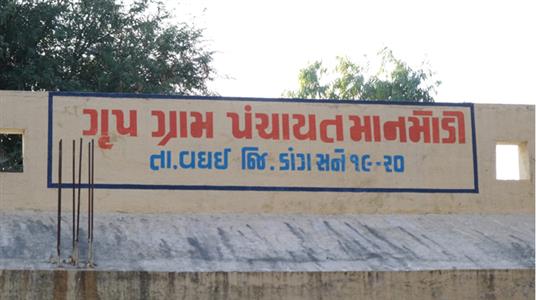 ગૃપ ગ્રામ પંચાયત માનમોડી
તા.વઘઈ જિ.ડાંગ સને ૧૯-૨૦